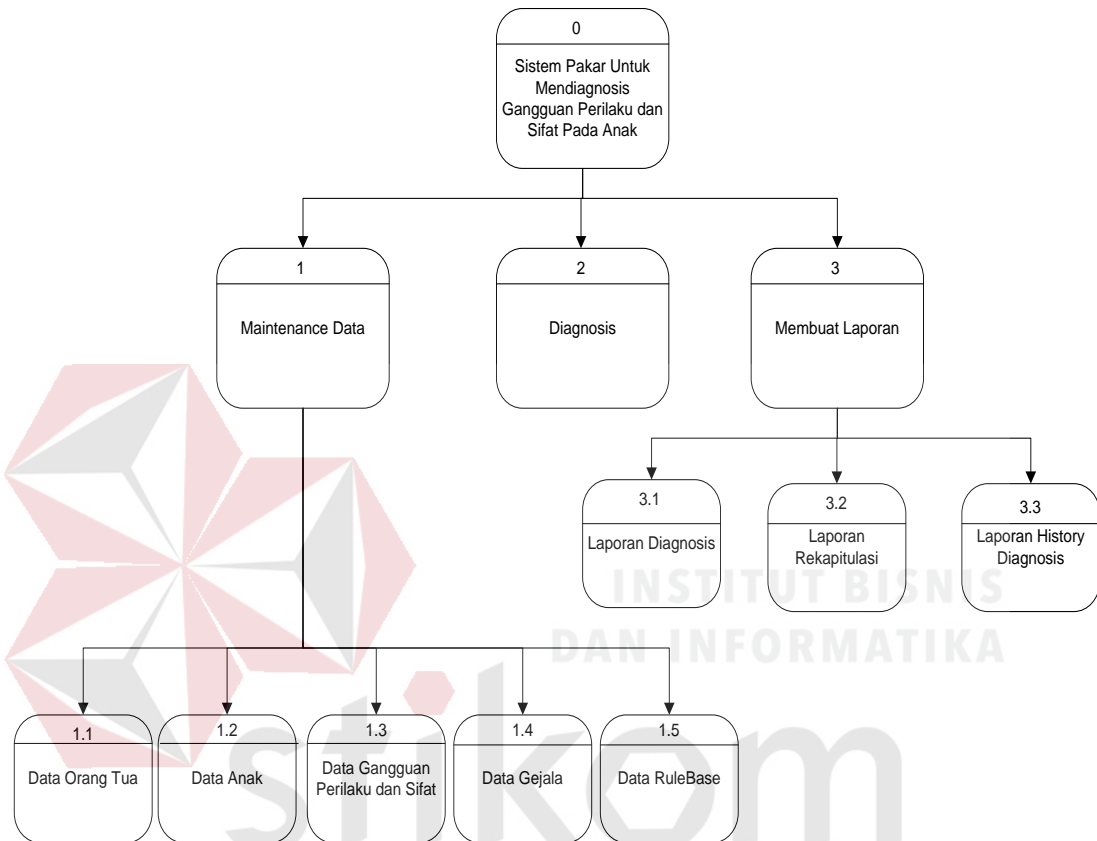 0
Sistem Pakar Untuk
Mendiagnosis
Gangguan Perilaku dan
Sifat Pada Anak
1
Maintenance Data
2
Diagnosis
3
Membuat Laporan
3.1
Laporan Diagnosis
3.2
Laporan
Rekapitulasi
3.3
Laporan History
Diagnosis
INSTITUT BISNIS
DAN INFORMATIKA
stikom
1.1
Data Orang Tua
1.2
Data Anak
1.3
Data Gangguan
Perilaku dan Sifat
1.4
Data Gejala
1.5
Data RuleBase